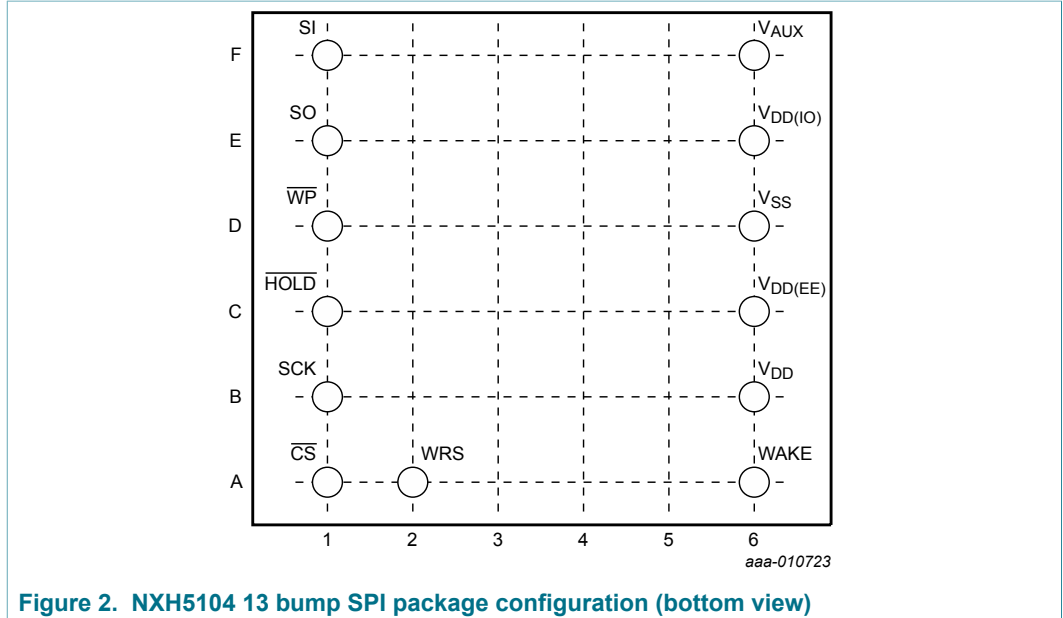 SI VAUX
F
SO VDD(IO)
E
WP VSS
D
HOLD VDD(EE)
C
SCK VDD
B
CS WRS WAKE
A
1 2 3 4 5 6
aaa-010723
Figure 2. NXH5104 13 bump SPI package configuration (bottom view)